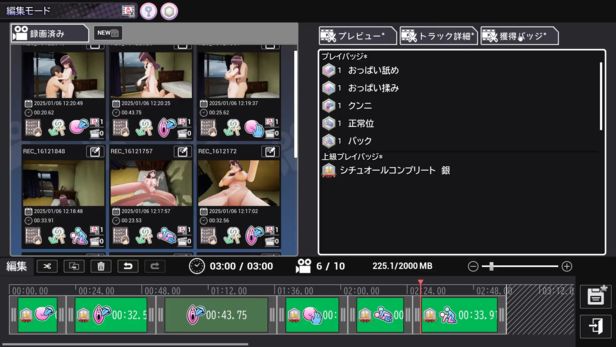 編集モード
録画済み
NEW
プレビュー*
トラック詳細*
獲得バッジ*
2025/01/06 12:20:49
00:20.62
2025/01/06 12:20:25
00:43.75
2025/01/06 12:19:37
00:25.62
REC_16121848
REC_16121757
REC_1612172
2025/01/06 12:18:48
00:33.91
2025/01/06 12:17:57
00:23.53
2025/01/06 12:17:02
00:32.56
プレイバッジ*
1 おっぱい舐め
1 おっぱい揉み
1 クンニ
1 正常位
1 バック
上級プレイバッジ*
シチュオールコンプリート 銀
編集
03:00 / 03:00
6 / 10
225.1/2000 MB
00:00.00
00:24.00
00:48.00
01:12.00
01:36.00
02:00.00
02:24.00
02:48.00
00:32.5
00:43.75
00:
00:
00:33.91